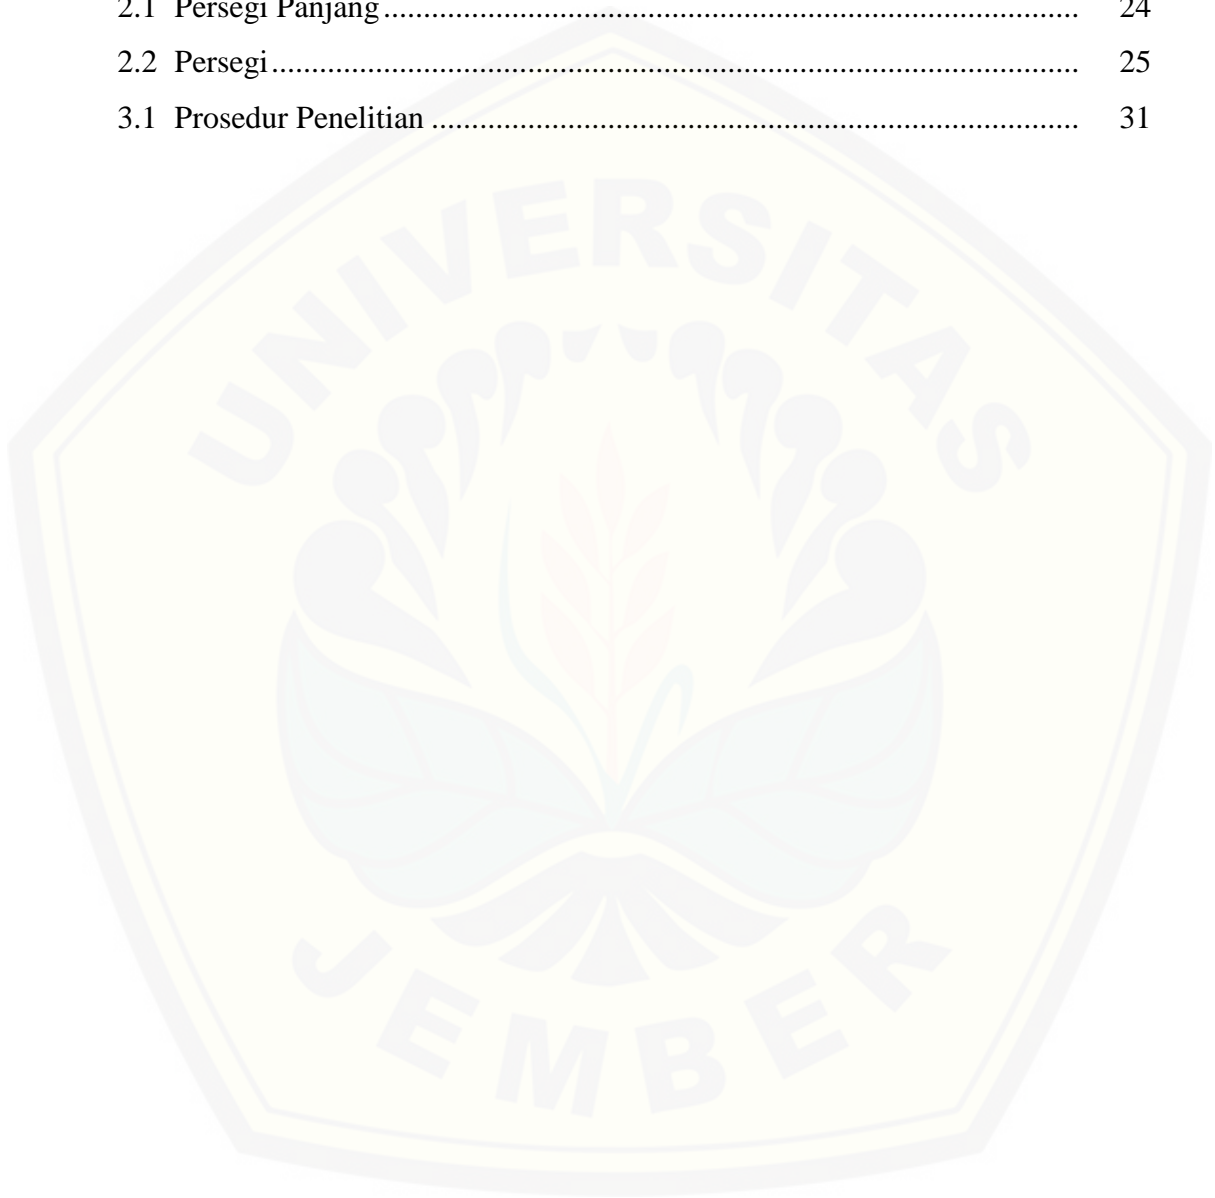 2.1 Persegi Panjang........................................................................................ 24
2.2 Persegi...................................................................................................... 25
3.1 Prosedur Penelitian .................................................................................. 31
UNIVERSITAS
JEMBER